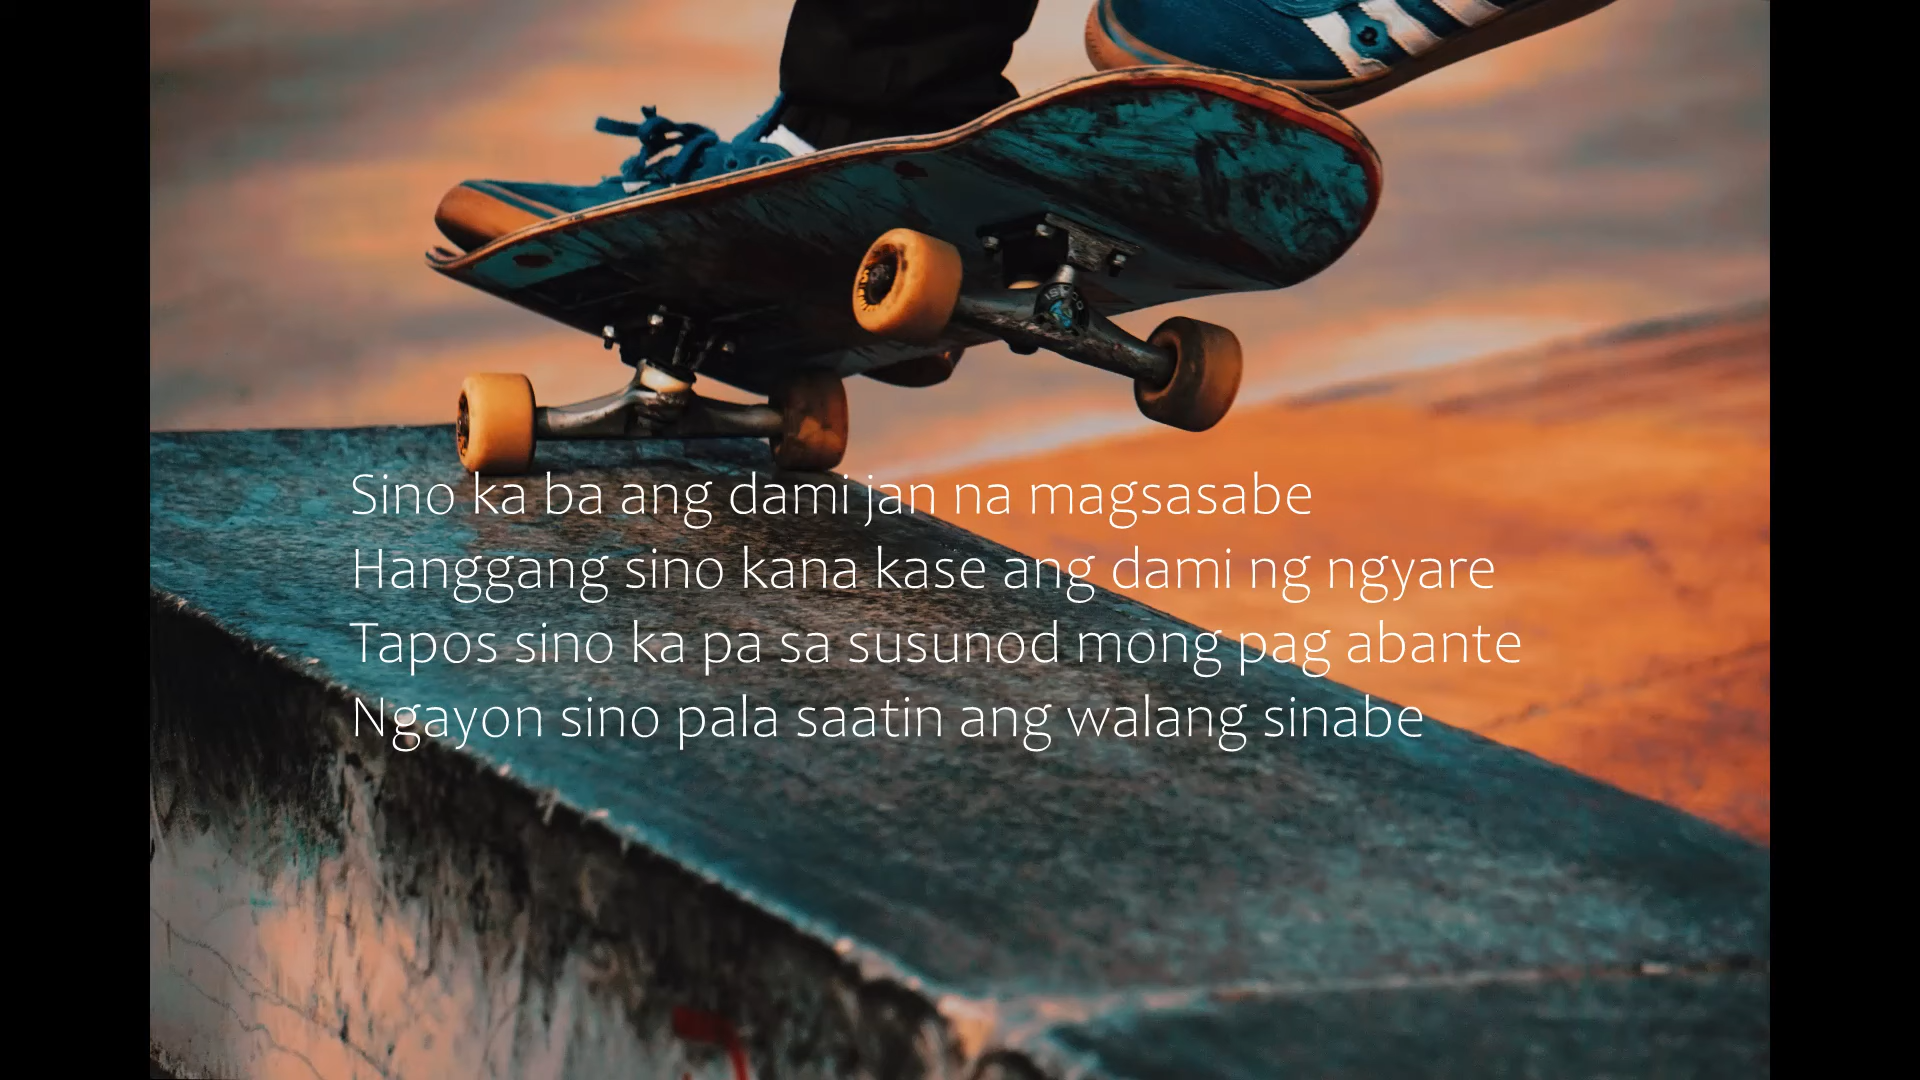 Sino ka ba ang dami jan na magsasabe
Hanggang sino kana kase ang dami ng ngyare
Tapos sino ka pa sa susunod mong pag abante
Ngayon sino pala saatin ang walang sinabe